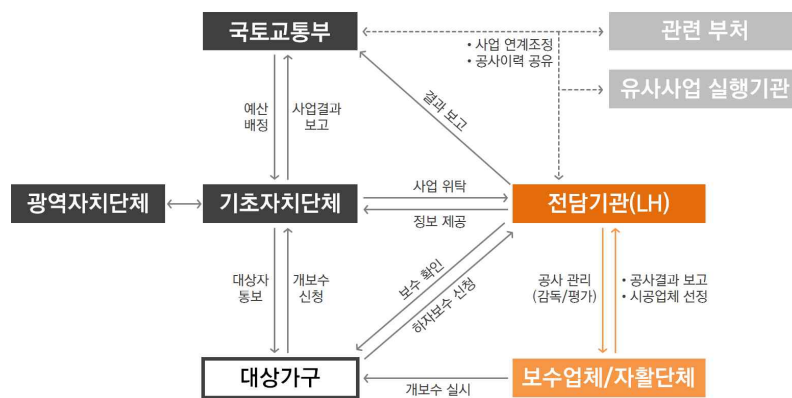 국토교통부
관련 부처
• 사업 연계조정
• 공사이력 공유
유사사업 실행기관
예산
배정
사업결과
보고
결과 보고
광역자치단체
기초자치단체
사업 위탁
정보 제공
전담기관(LH)
대상자
통보
개보수
신청
보수 확인
하자보수 신청
공사 관리
(감독/평가)
• 공사결과 보고
• 시공업체 선정
대상가구
개보수 실시
보수업체/자활단체